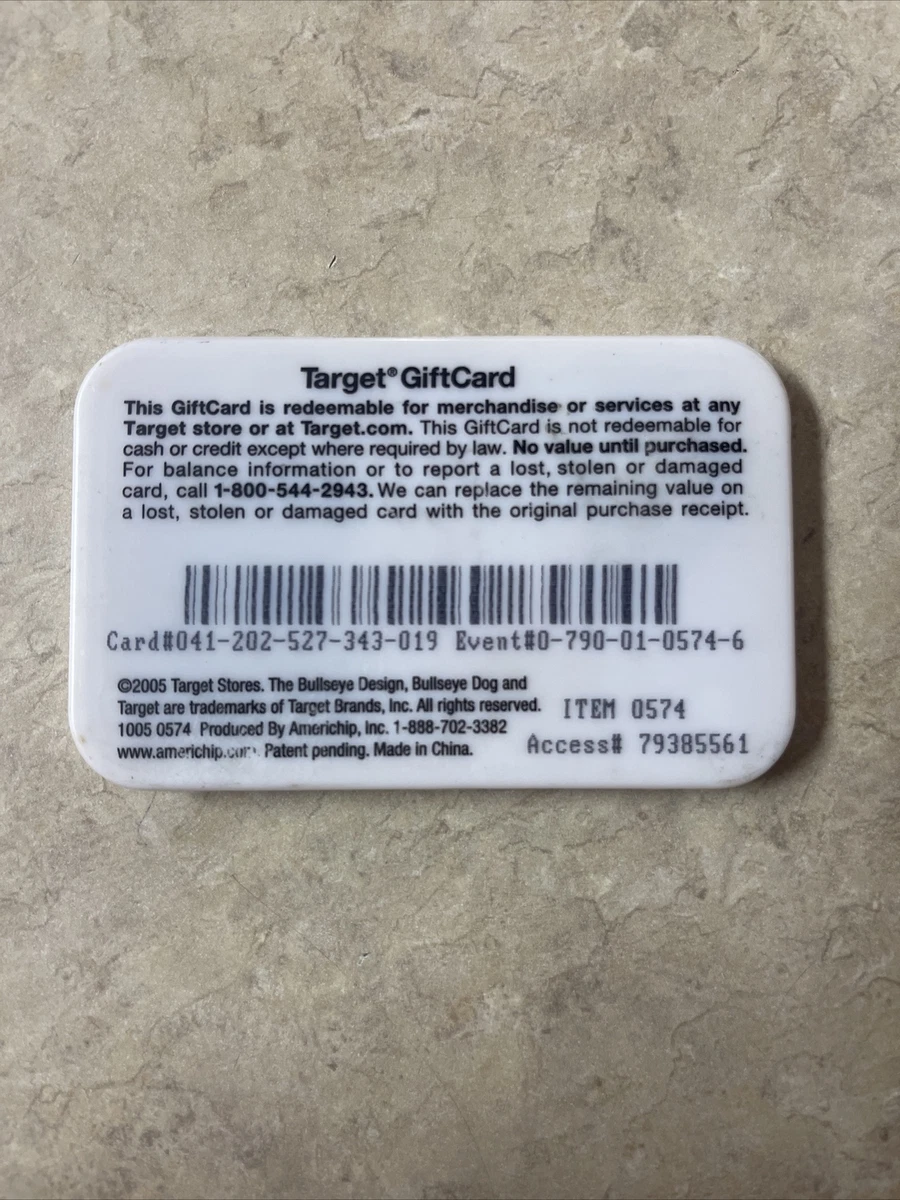 Target® GiftCard
This GiftCard is redeemable for merchandise or services at any
Target store or at Target.com. This GiftCard is not redeemable for
cash or credit except where required by law. No value until purchased.
For balance information or to report a lost, stolen or damaged
card, call 1-800-544-2943. We can replace the remaining value on
a lost, stolen or damaged card with the original purchase receipt.
Card#041-202-527-343-019 Event#0-790-01-0574-6
©2005 Target Stores. The Bullseye Design, Bullseye Dog and
Target are trademarks of Target Brands, Inc. All rights reserved.
1005 0574 Produced By Americhip, Inc. 1-888-702-3382
www.americhip.com. Patent pending. Made in China.
ITEM 0574
Access# 79385561